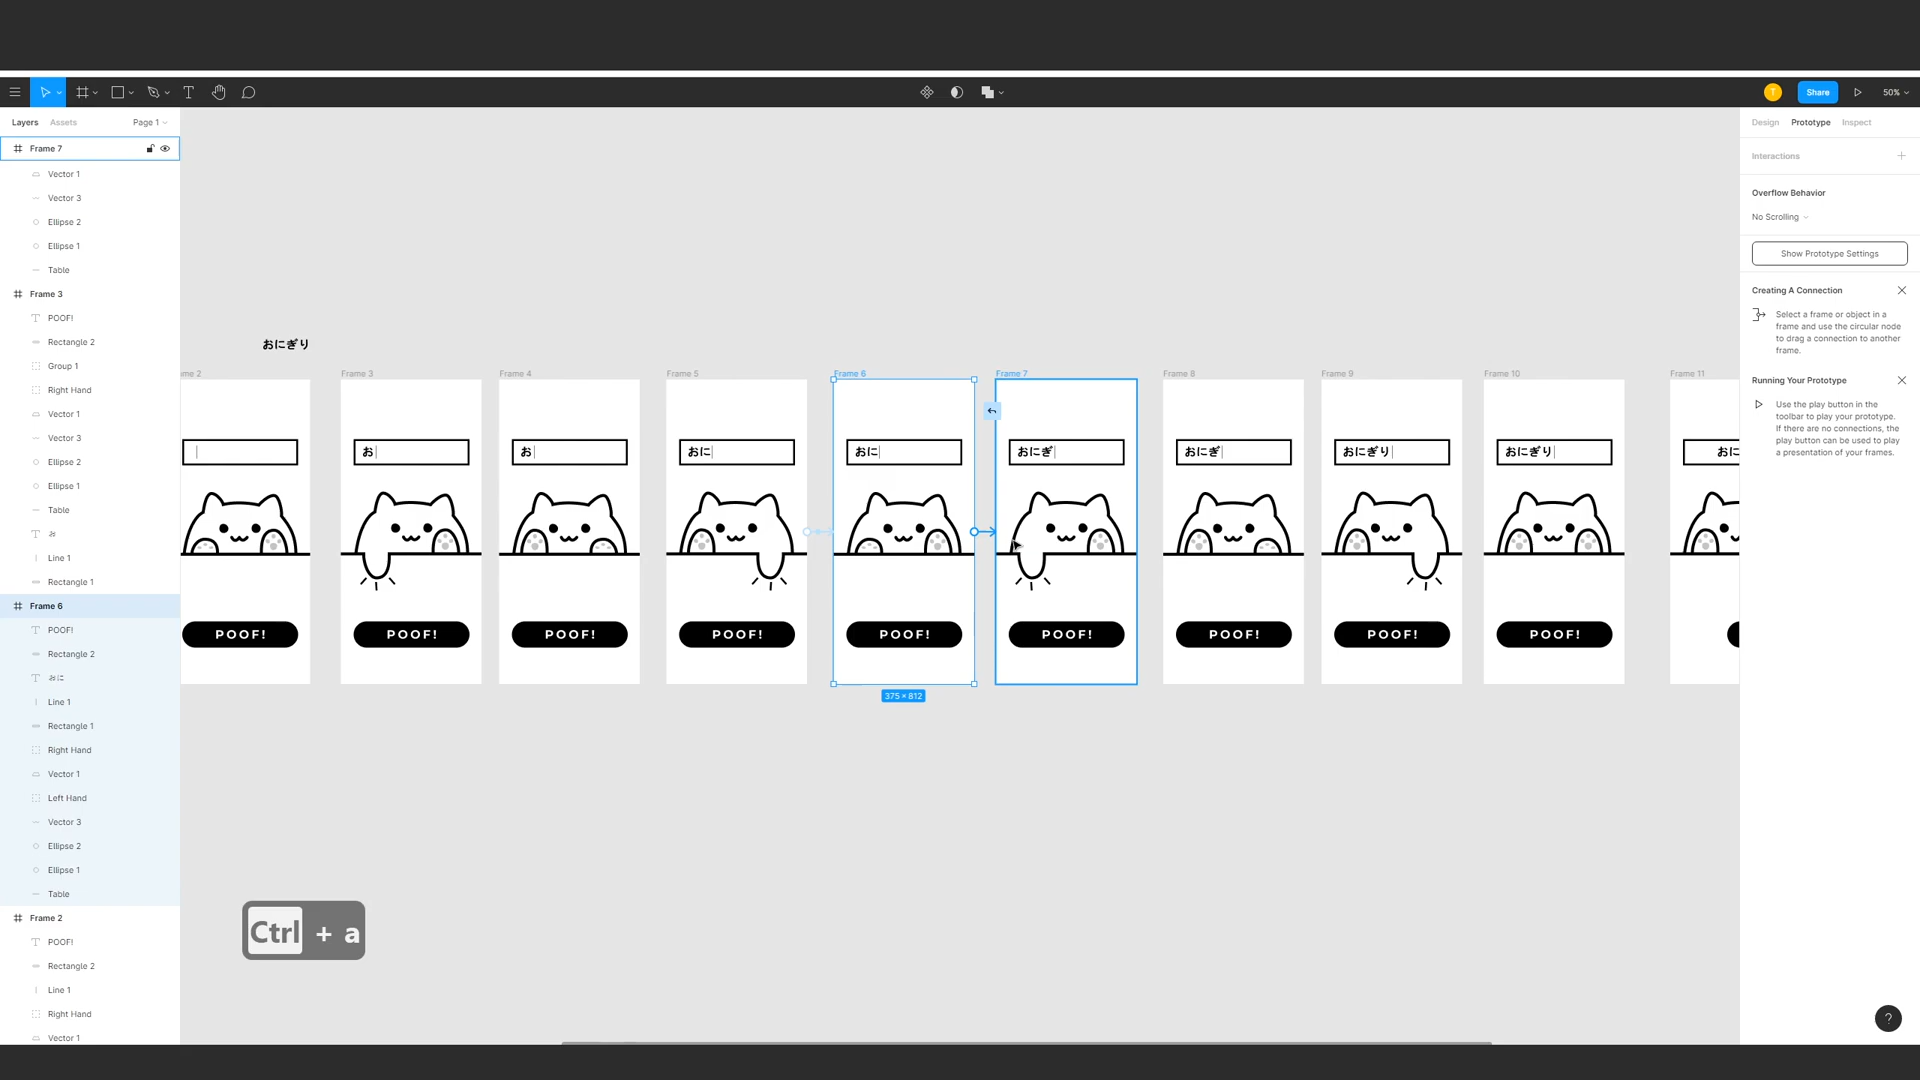 T
Share
50%
Layers
Assets
Page 1
Design
Prototype
Inspect
Frame 7
Vector 1
Vector 3
Ellipse 2
Ellipse 1
Table
Frame 3
POOF!
Rectangle 2
Group 1
Right Hand
Vector 1
Vector 3
Ellipse 2
Ellipse 1
Table
お
Line 1
Rectangle 1
Frame 6
POOF!
Rectangle 2
おに
Line 1
Rectangle 1
Right Hand
Vector 1
Left Hand
Vector 3
Ellipse 2
Ellipse 1
Table
Frame 2
POOF!
Rectangle 2
Line 1
Right Hand
Vector 1
おにぎり
me 2
Frame 3
Frame 4
Frame 5
Frame 6
Frame 7
Frame 8
Frame 9
Frame 10
Frame 11
お
お
おに
おに
おにぎ
おにぎ
おにぎり
おにぎり
おに
POOF!
POOF!
POOF!
POOF!
POOF!
POOF!
POOF!
POOF!
POOF!
375 × 812
Ctrl + a
Interactions
Overflow Behavior
No Scrolling
Show Prototype Settings
Creating A Connection
Select a frame or object in a
frame and use the circular node
to drag a connection to another
frame.
Running Your Prototype
Use the play button in the
toolbar to play your prototype.
If there are no connections, the
play button can be used to play
a presentation of your frames.
?